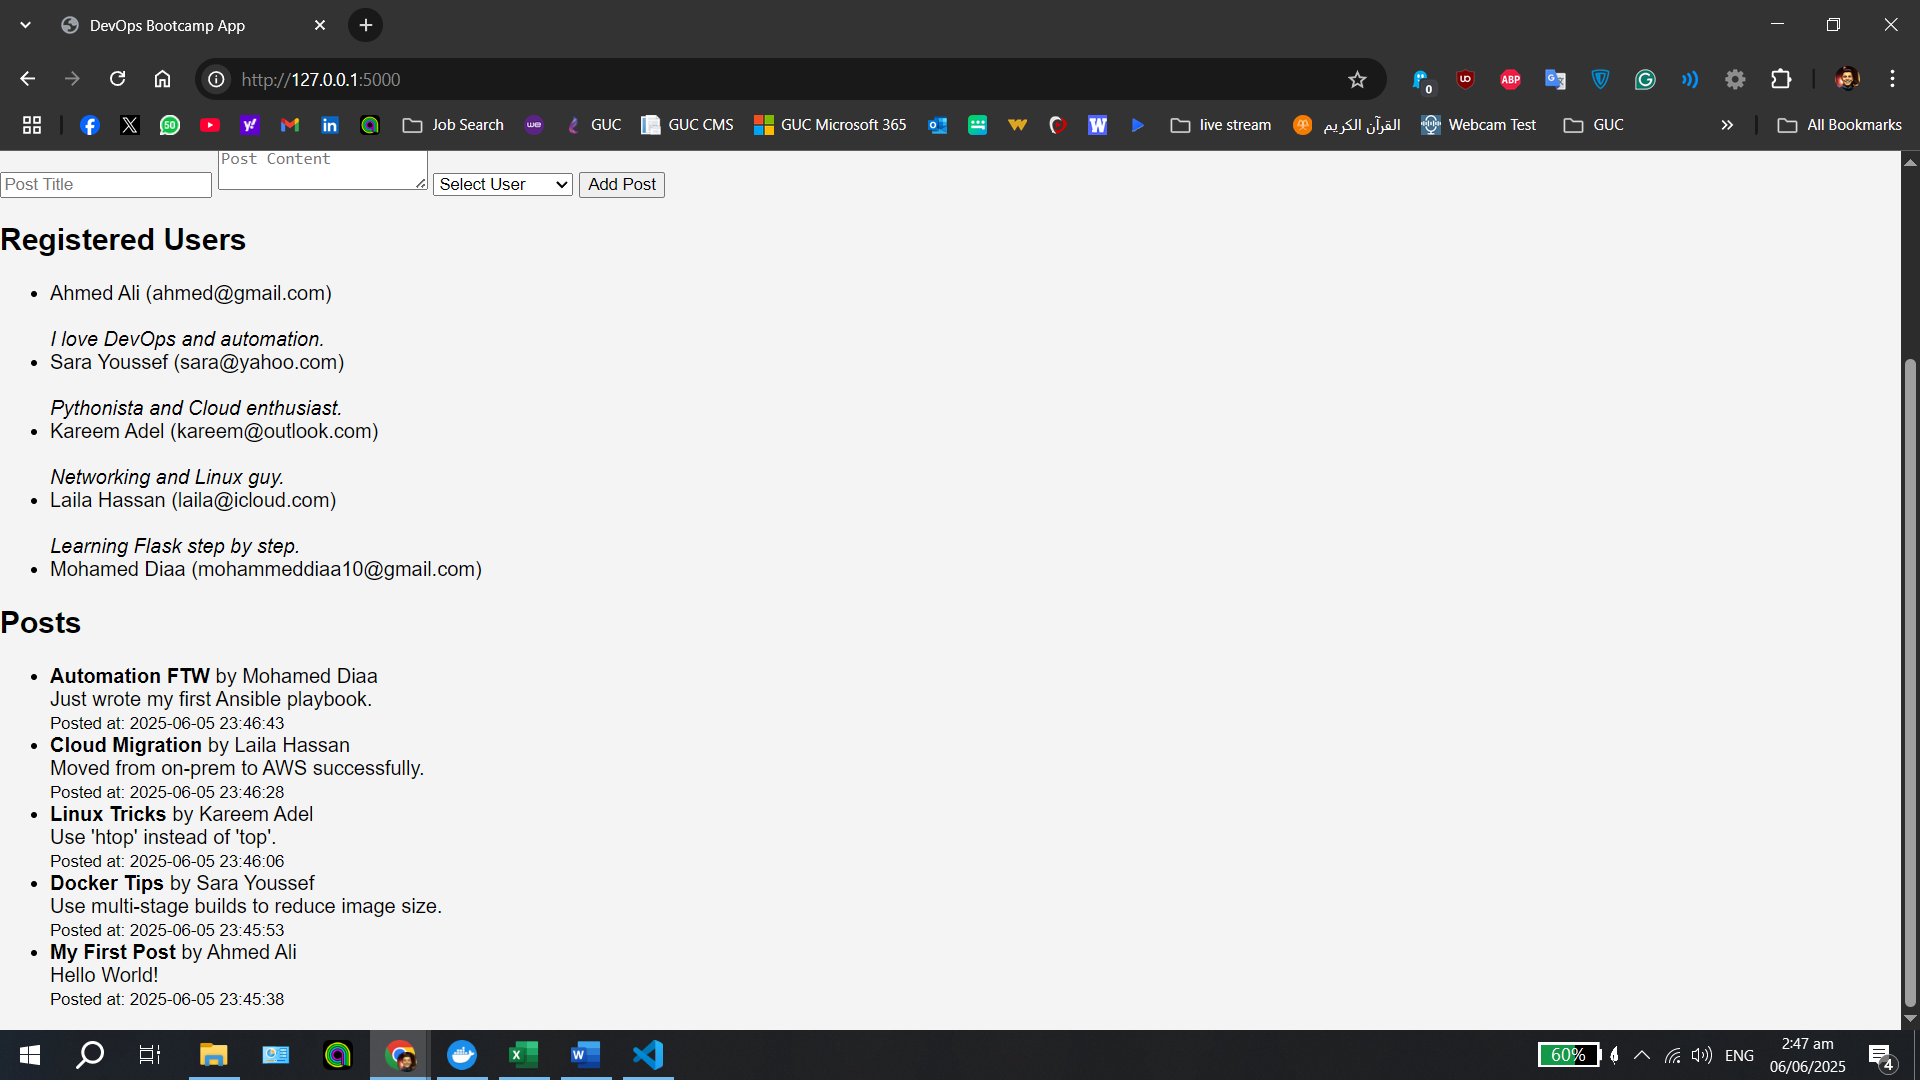 DevOps Bootcamp App
http://127.0.0.1:5000
0
UD
ABP
50
Job Search
we
GUC
GUC CMS
GUC Microsoft 365
live stream
القرآن الكريم
Webcam Test
GUC
All Bookmarks
Post Title
Post Content
Select User
Add Post
Registered Users
Ahmed Ali (ahmed@gmail.com)
I love DevOps and automation.
Sara Youssef (sara@yahoo.com)
Pythonista and Cloud enthusiast.
Kareem Adel (kareem@outlook.com)
Networking and Linux guy.
Laila Hassan (laila@icloud.com)
Learning Flask step by step.
Mohamed Diaa (mohammeddiaa10@gmail.com)
Posts
Automation FTW by Mohamed Diaa
Just wrote my first Ansible playbook.
Posted at: 2025-06-05 23:46:43
Cloud Migration by Laila Hassan
Moved from on-prem to AWS successfully.
Posted at: 2025-06-05 23:46:28
Linux Tricks by Kareem Adel
Use 'htop' instead of 'top'.
Posted at: 2025-06-05 23:46:06
Docker Tips by Sara Youssef
Use multi-stage builds to reduce image size.
Posted at: 2025-06-05 23:45:53
My First Post by Ahmed Ali
Hello World!
Posted at: 2025-06-05 23:45:38
60%
ENG
2:47 am
06/06/2025
4